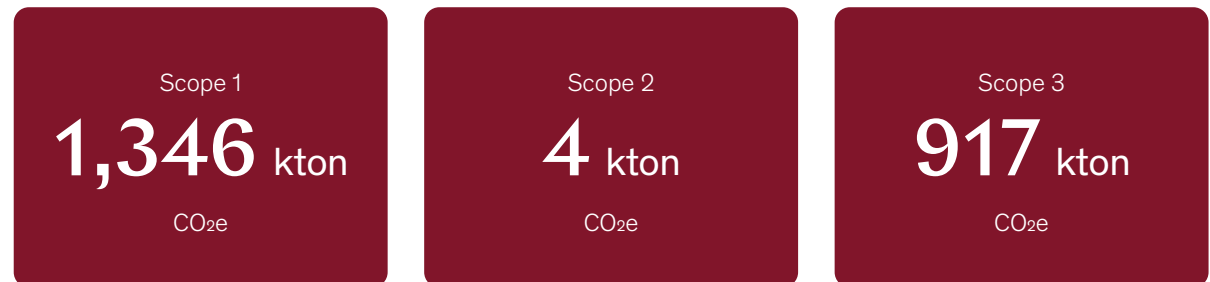 Scope 1
1,346 kton
CO₂e
Scope 2
4 kton
CO₂e
Scope 3
917 kton
CO₂e